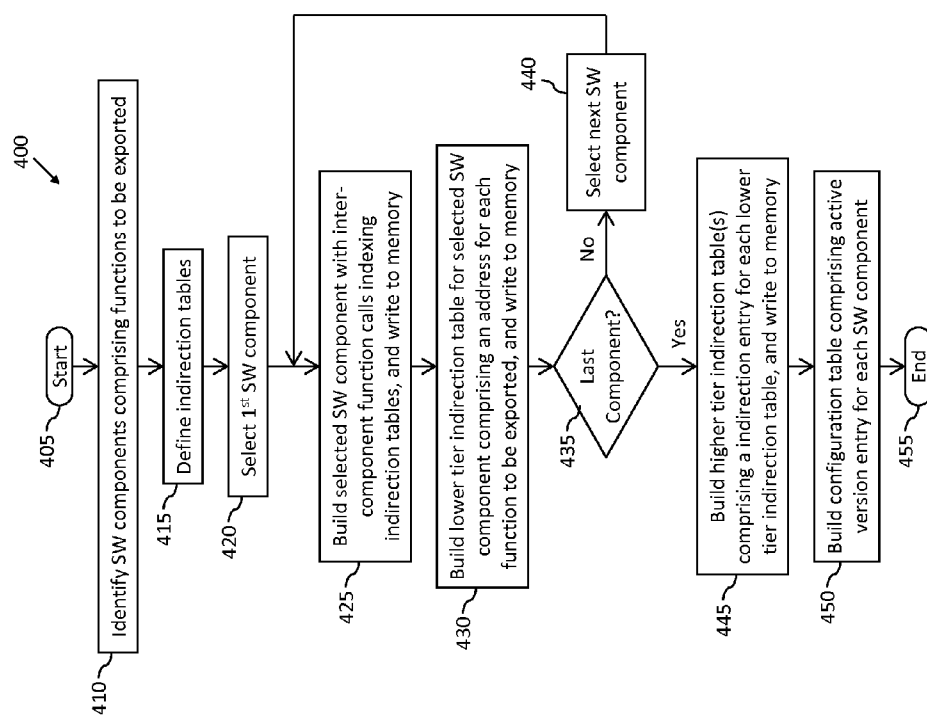 400
405
Start
410
Identify SW components comprising functions to be exported
415
Define indirection tables
420
Select 1st SW component
425
Build selected SW component with inter-
component function calls indexing
indirection tables, and write to memory
430
Build lower tier indirection table for selected SW
component comprising an address for each
function to be exported, and write to memory
435
Last
Component?
No
440
Select next SW
component
Yes
445
Build higher tier indirection table(s)
comprising a indirection entry for each lower
tier indirection table, and write to memory
450
Build configuration table comprising active
version entry for each SW component
455
End